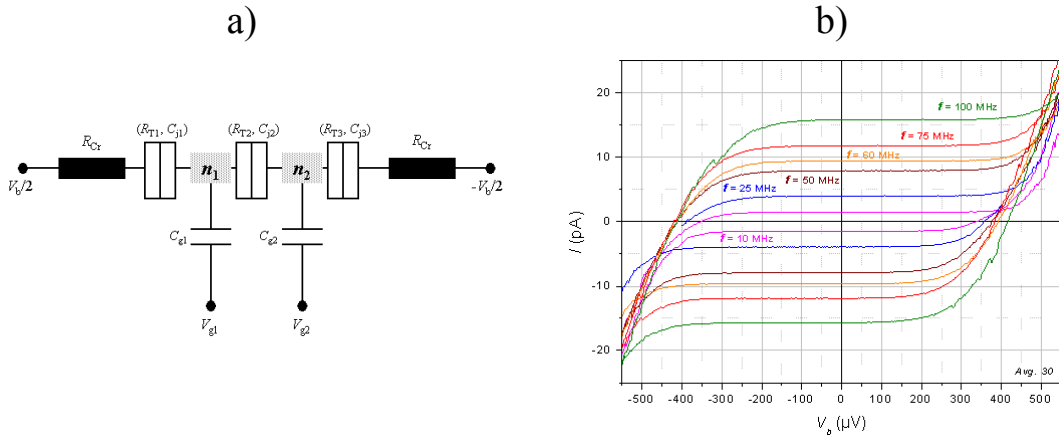 a)
R_Cr
(R_T1, C_j1)
(R_T2, C_j2)
(R_T3, C_j3)
R_Cr
n_1
n_2
V_b/2
-V_b/2
C_g1
C_g2
V_g1
V_g2
b)
I (pA)
20
10
0
-10
-20
f = 100 MHz
f = 75 MHz
f = 60 MHz
f = 50 MHz
f = 25 MHz
f = 10 MHz
Avg. 30
-500 -400 -300 -200 -100 0 100 200 300 400 500
V_b (µV)